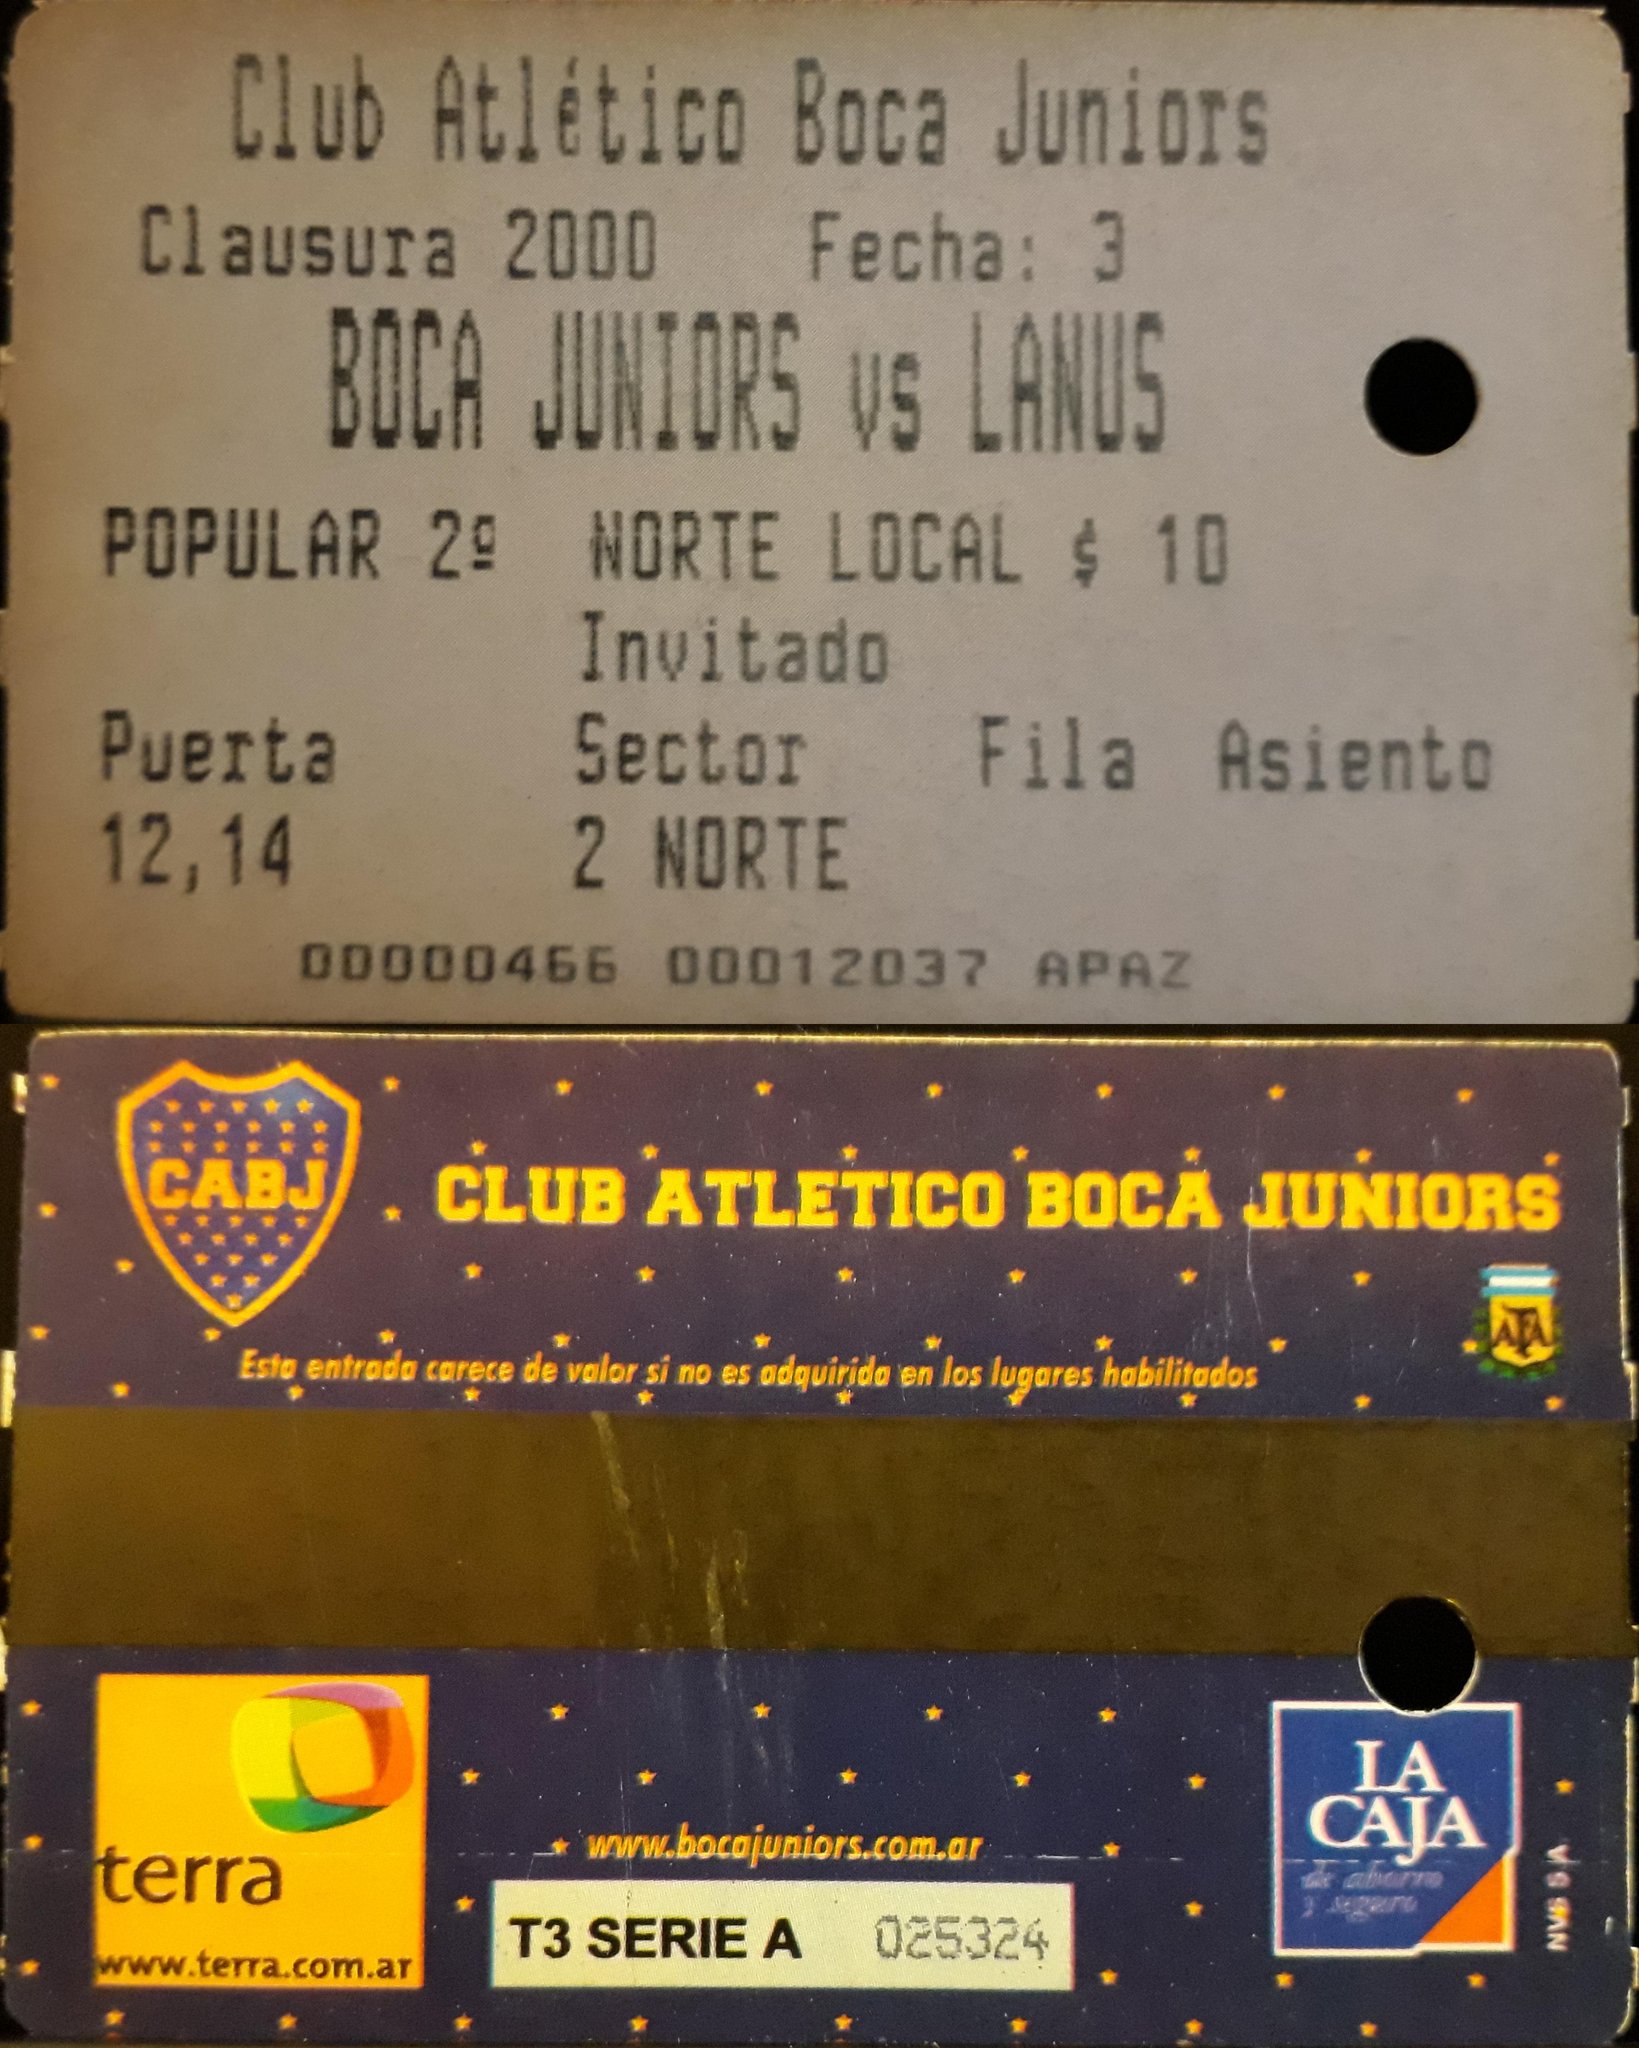 Club Atlético Boca Juniors
Clausura 2000 Fecha: 3
BOCA JUNIORS vs LANUS
POPULAR 2º NORTE LOCAL $ 10
Invitado
Puerta Sector Fila Asiento
12,14 2 NORTE
00000466 00012037 APAZ
CABJ
CLUB ATLETICO BOCA JUNIORS
AFA
Esta entrada carece de valor si no es adquirida en los lugares habilitados
terra
www.terra.com.ar
www.bocajuniors.com.ar
T3 SERIE A 025324
LA
CAJA
de ahorro
y seguro
NVG S A